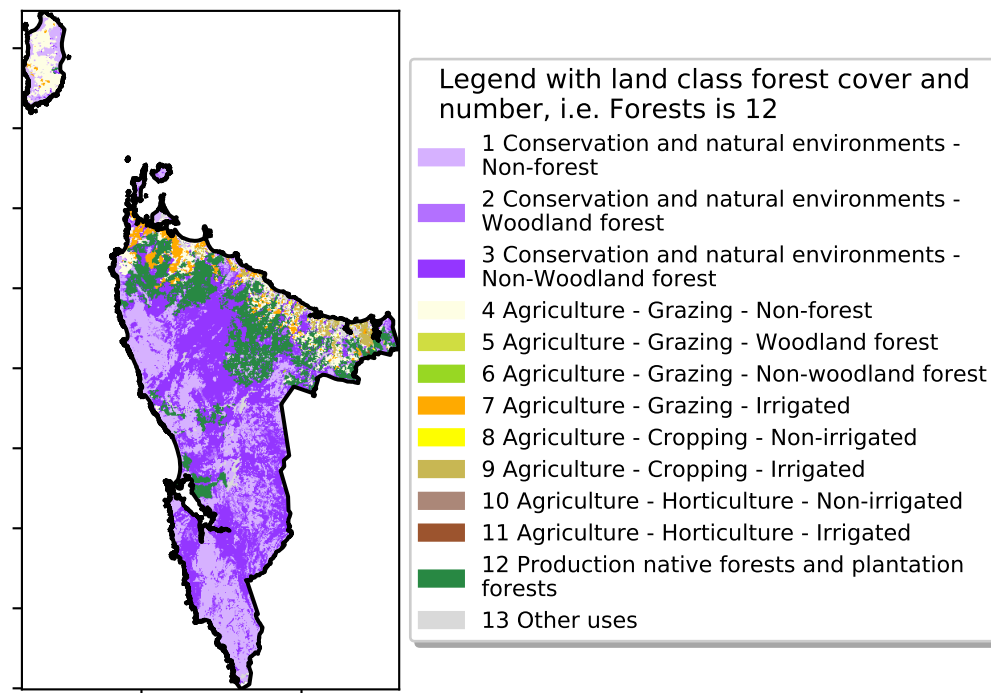 Legend with land class forest cover and
number, i.e. Forests is 12
1 Conservation and natural environments -
Non-forest
2 Conservation and natural environments -
Woodland forest
3 Conservation and natural environments -
Non-Woodland forest
4 Agriculture - Grazing - Non-forest
5 Agriculture - Grazing - Woodland forest
6 Agriculture - Grazing - Non-woodland forest
7 Agriculture - Grazing - Irrigated
8 Agriculture - Cropping - Non-irrigated
9 Agriculture - Cropping - Irrigated
10 Agriculture - Horticulture - Non-irrigated
11 Agriculture - Horticulture - Irrigated
12 Production native forests and plantation
forests
13 Other uses